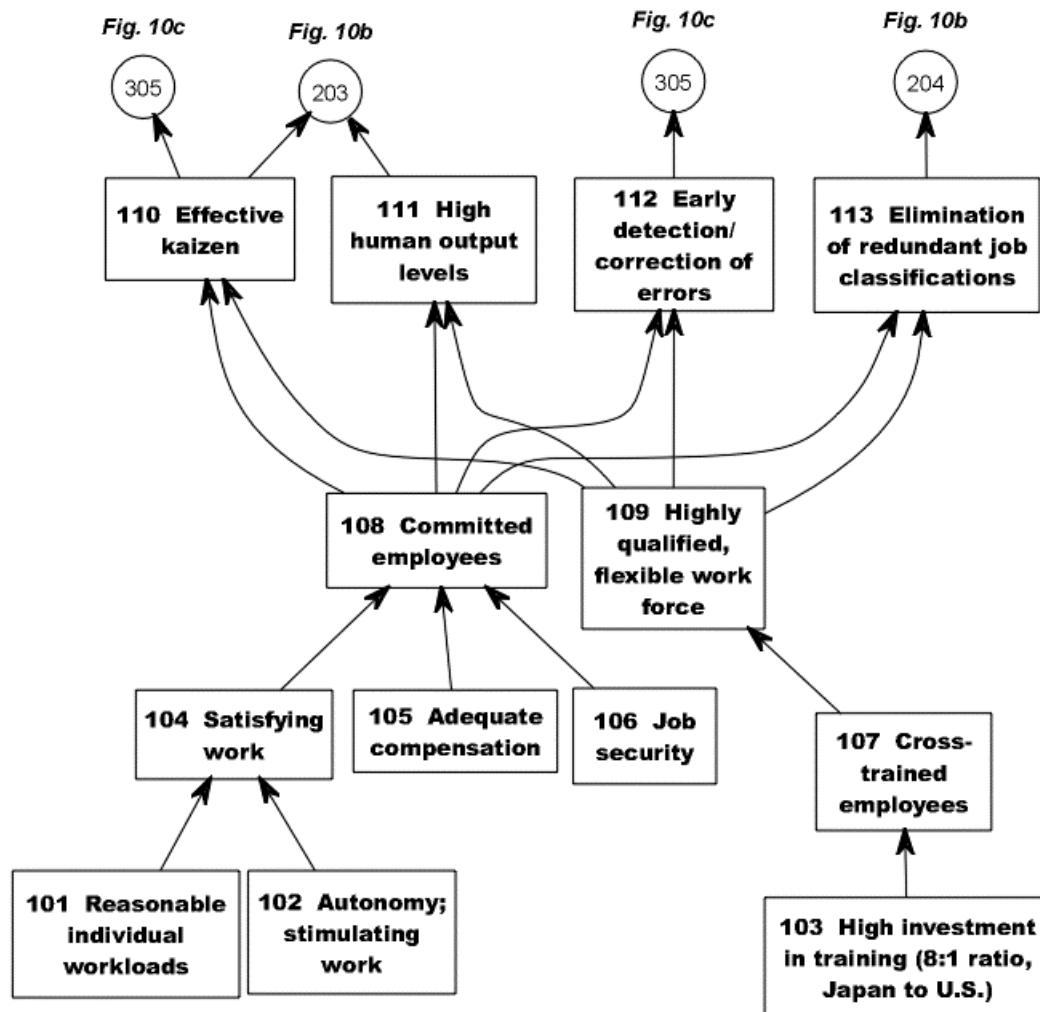 Fig. 10c
Fig. 10b
Fig. 10c
Fig. 10b
305
203
305
204
110 Effective
kaizen
111 High
human output
levels
112 Early
detection/
correction of
errors
113 Elimination
of redundant job
classifications
108 Committed
employees
109 Highly
qualified,
flexible work
force
104 Satisfying
work
105 Adequate
compensation
106 Job
security
107 Cross-
trained
employees
101 Reasonable
individual
workloads
102 Autonomy;
stimulating
work
103 High investment
in training (8:1 ratio,
Japan to U.S.)